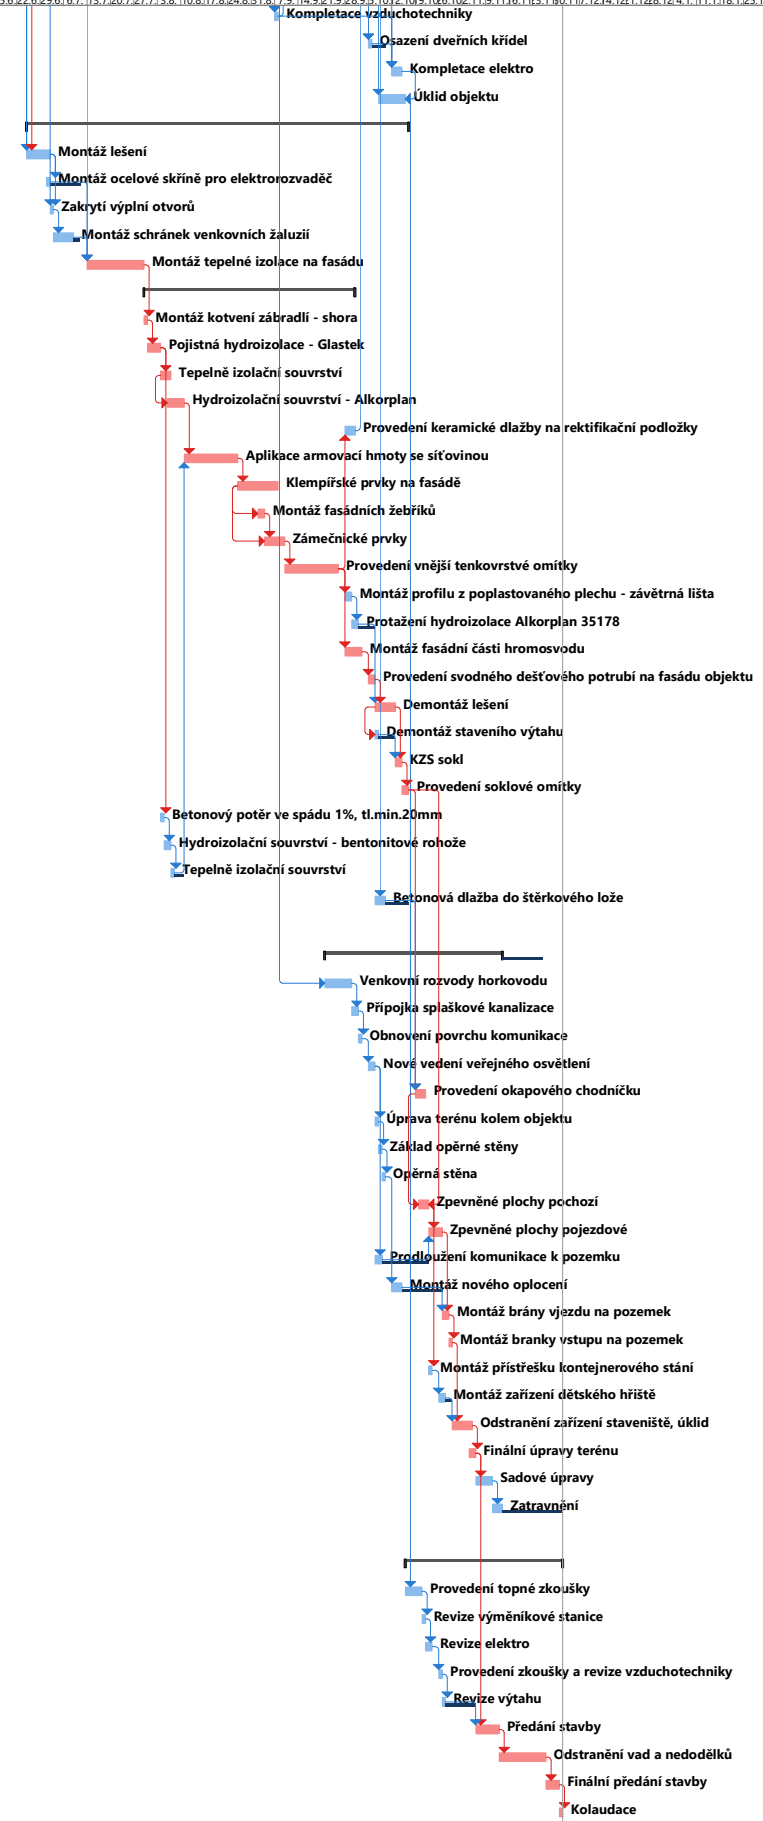 Kompletace vzduchotechniky
Osazení dveřních křídel
Kompletace elektro
Úklid objektu
Montáž lešení
Montáž ocelové skříně pro elektrorozvaděč
Zakrytí výplní otvorů
Montáž schránek venkovních žaluzií
Montáž tepelné izolace na fasádu
Montáž kotvení zábradlí - shora
Pojistná hydroizolace - Glastek
Tepelně izolační souvrství
Hydroizolační souvrství - Alkorplan
Provedení keramické dlažby na rektifikační podložky
Aplikace armovací hmoty se síťovinou
Klempířské prvky na fasádě
Montáž fasádních žebříků
Zámečnické prvky
Provedení vnější tenkovrstvé omítky
Montáž profilu z poplastovaného plechu - závětrná lišta
Protažení hydroizolace Alkorplan 35178
Montáž fasádní části hromosvodu
Provedení svodného dešťového potrubí na fasádu objektu
Demontáž lešení
Demontáž staveního výtahu
KZS sokl
Provedení soklové omítky
Betonový potěr ve spádu 1%, tl.min.20mm
Hydroizolační souvrství - bentonitové rohože
Tepelně izolační souvrství
Betonová dlažba do štěrkového lože
Venkovní rozvody horkovodu
Přípojka splaškové kanalizace
Obnovení povrchu komunikace
Nové vedení veřejného osvětlení
Provedení okapového chodníčku
Úprava terénu kolem objektu
Základ opěrné stěny
Opěrná stěna
Zpevněné plochy pochozí
Zpevněné plochy pojezdové
Prodloužení komunikace k pozemku
Montáž nového oplocení
Montáž brány vjezdu na pozemek
Montáž branky vstupu na pozemek
Montáž přístřešku kontejnerového stání
Montáž zařízení dětského hřiště
Odstranění zařízení staveniště, úklid
Finální úpravy terénu
Sadové úpravy
Zatravnění
Provedení topné zkoušky
Revize výměníkové stanice
Revize elektro
Provedení zkoušky a revize vzduchotechniky
Revize výtahu
Předání stavby
Odstranění vad a nedodělků
Finální předání stavby
Kolaudace